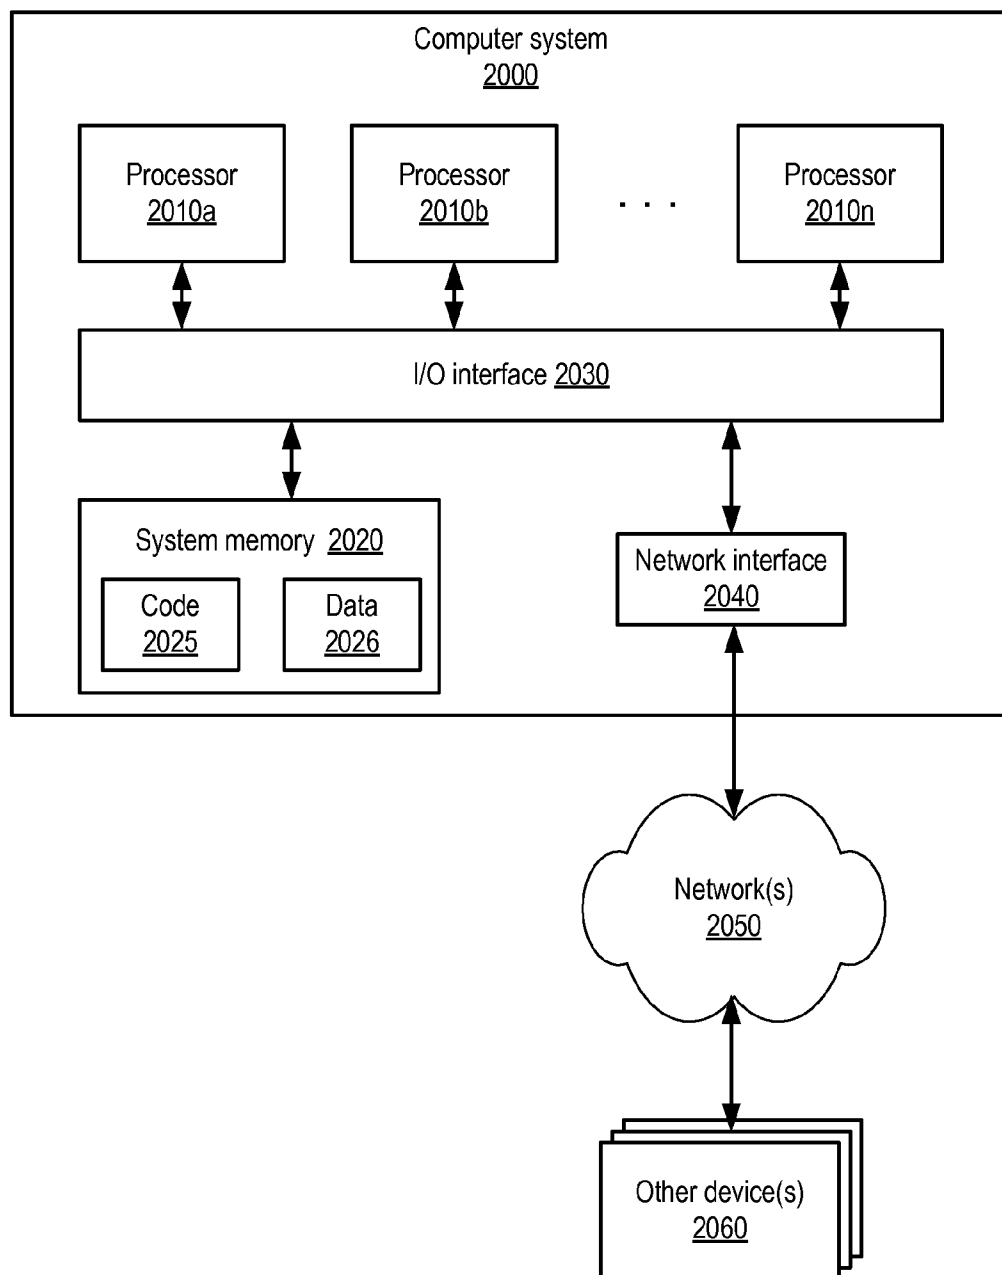 Computer system
2000
Processor
2010a
Processor
2010b
. . .
Processor
2010n
I/O interface 2030
System memory 2020
Code
2025
Data
2026
Network interface
2040
Network(s)
2050
Other device(s)
2060